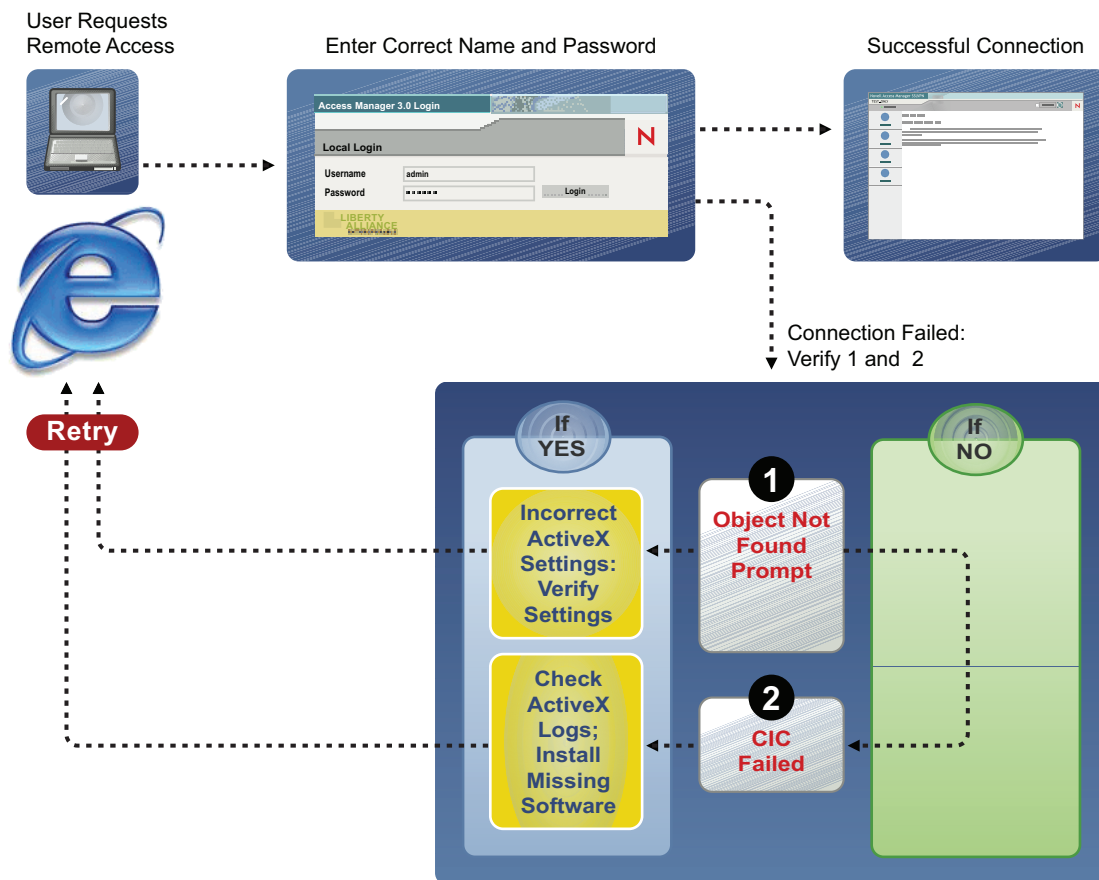 User Requests
Remote Access
Enter Correct Name and Password
Successful Connection
Access Manager 3.0 Login
Local Login
N
Username
admin
Password
Login
LIBERTY
ALLIANCE
Connection Failed:
Verify 1 and 2
Retry
If
YES
If
NO
1
Object Not
Found
Prompt
Incorrect
ActiveX
Settings:
Verify
Settings
2
CIC
Failed
Check
ActiveX
Logs;
Install
Missing
Software